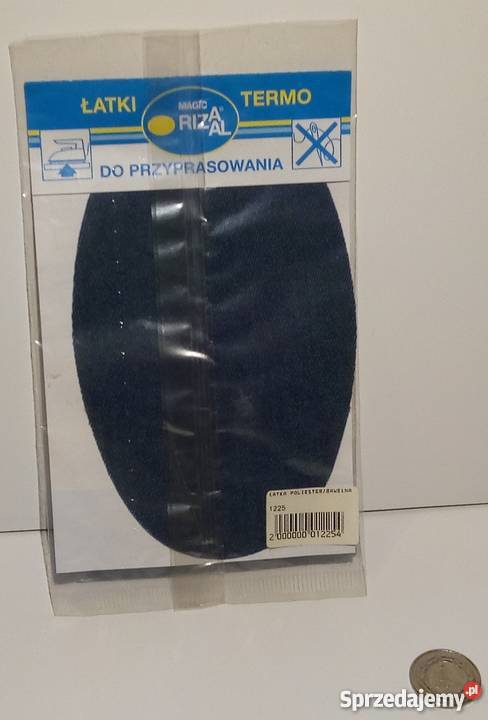 ŁATKI MAGIC TERMO
RIZAAL
DO PRZYPRASOWANIA
ŁATKA POLIESTER/BAWEŁNA
1225
2 000000 012254
Sprzedajemy.pl